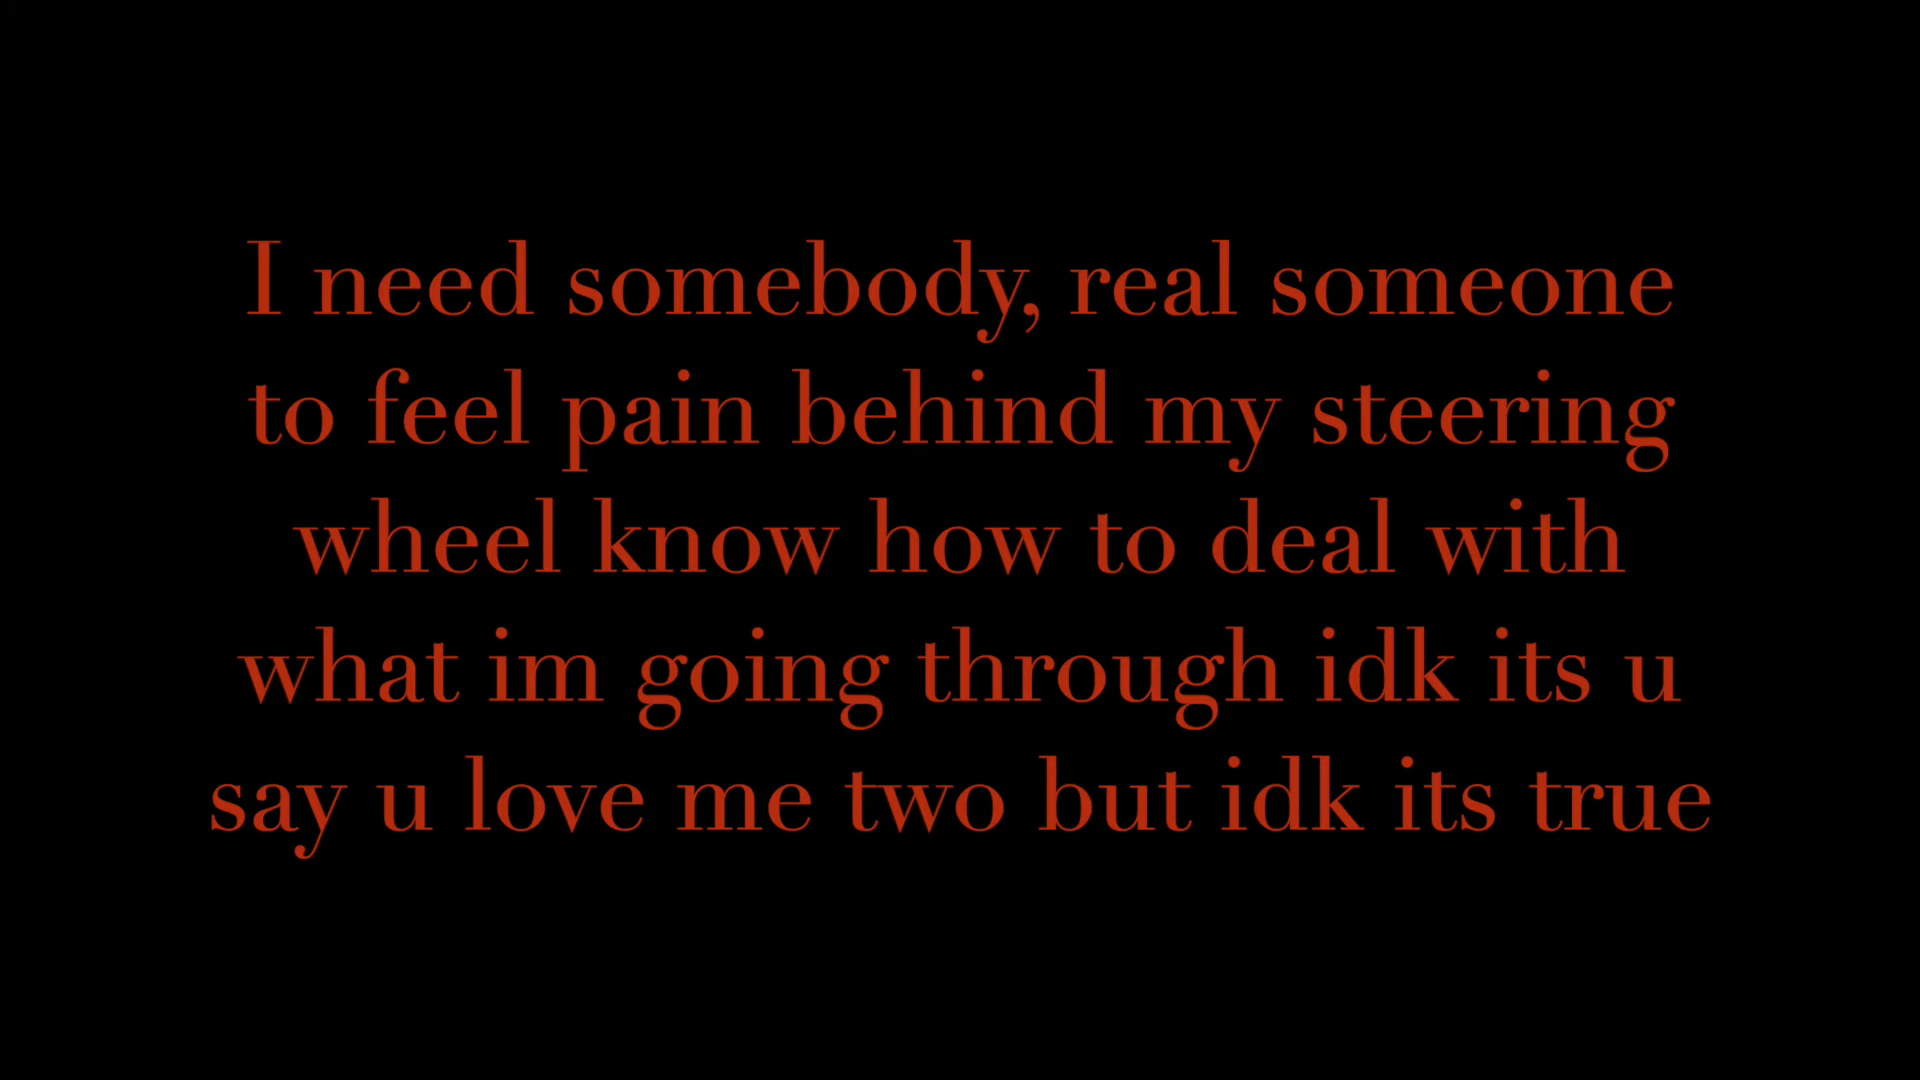 I need somebody, real someone
to feel pain behind my steering
wheel know how to deal with
what im going through idk its u
say u love me two but idk its true